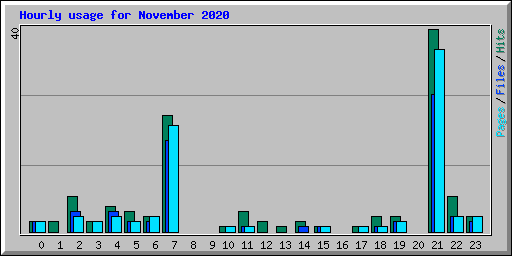 Hourly usage for November 2020
40
Pages/Files/Hits
0 1 2 3 4 5 6 7 8 9 10 11 12 13 14 15 16 17 18 19 20 21 22 23